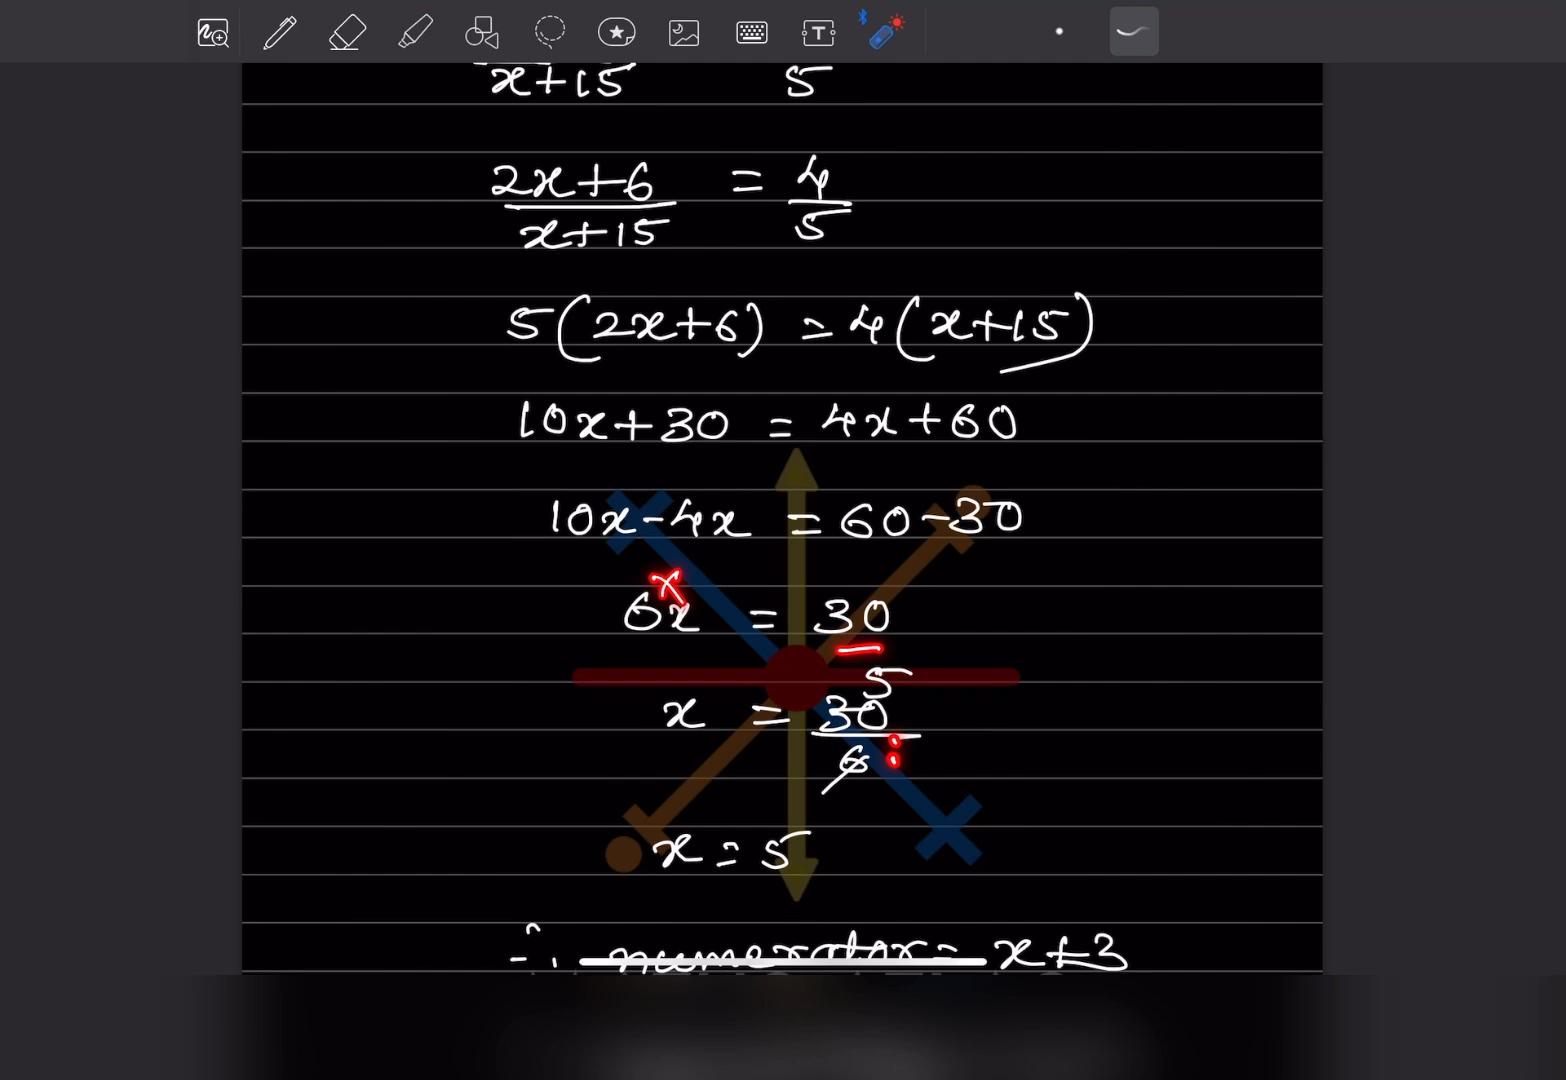 x+15 5
2x+6 = 4
x+15 5
5(2x+6) = 4(x+15)
10x+30 = 4x+60
10x-4x = 60-30
x
6x = 30
5
x = 30
6
x = 5
∴ numerator = x+3